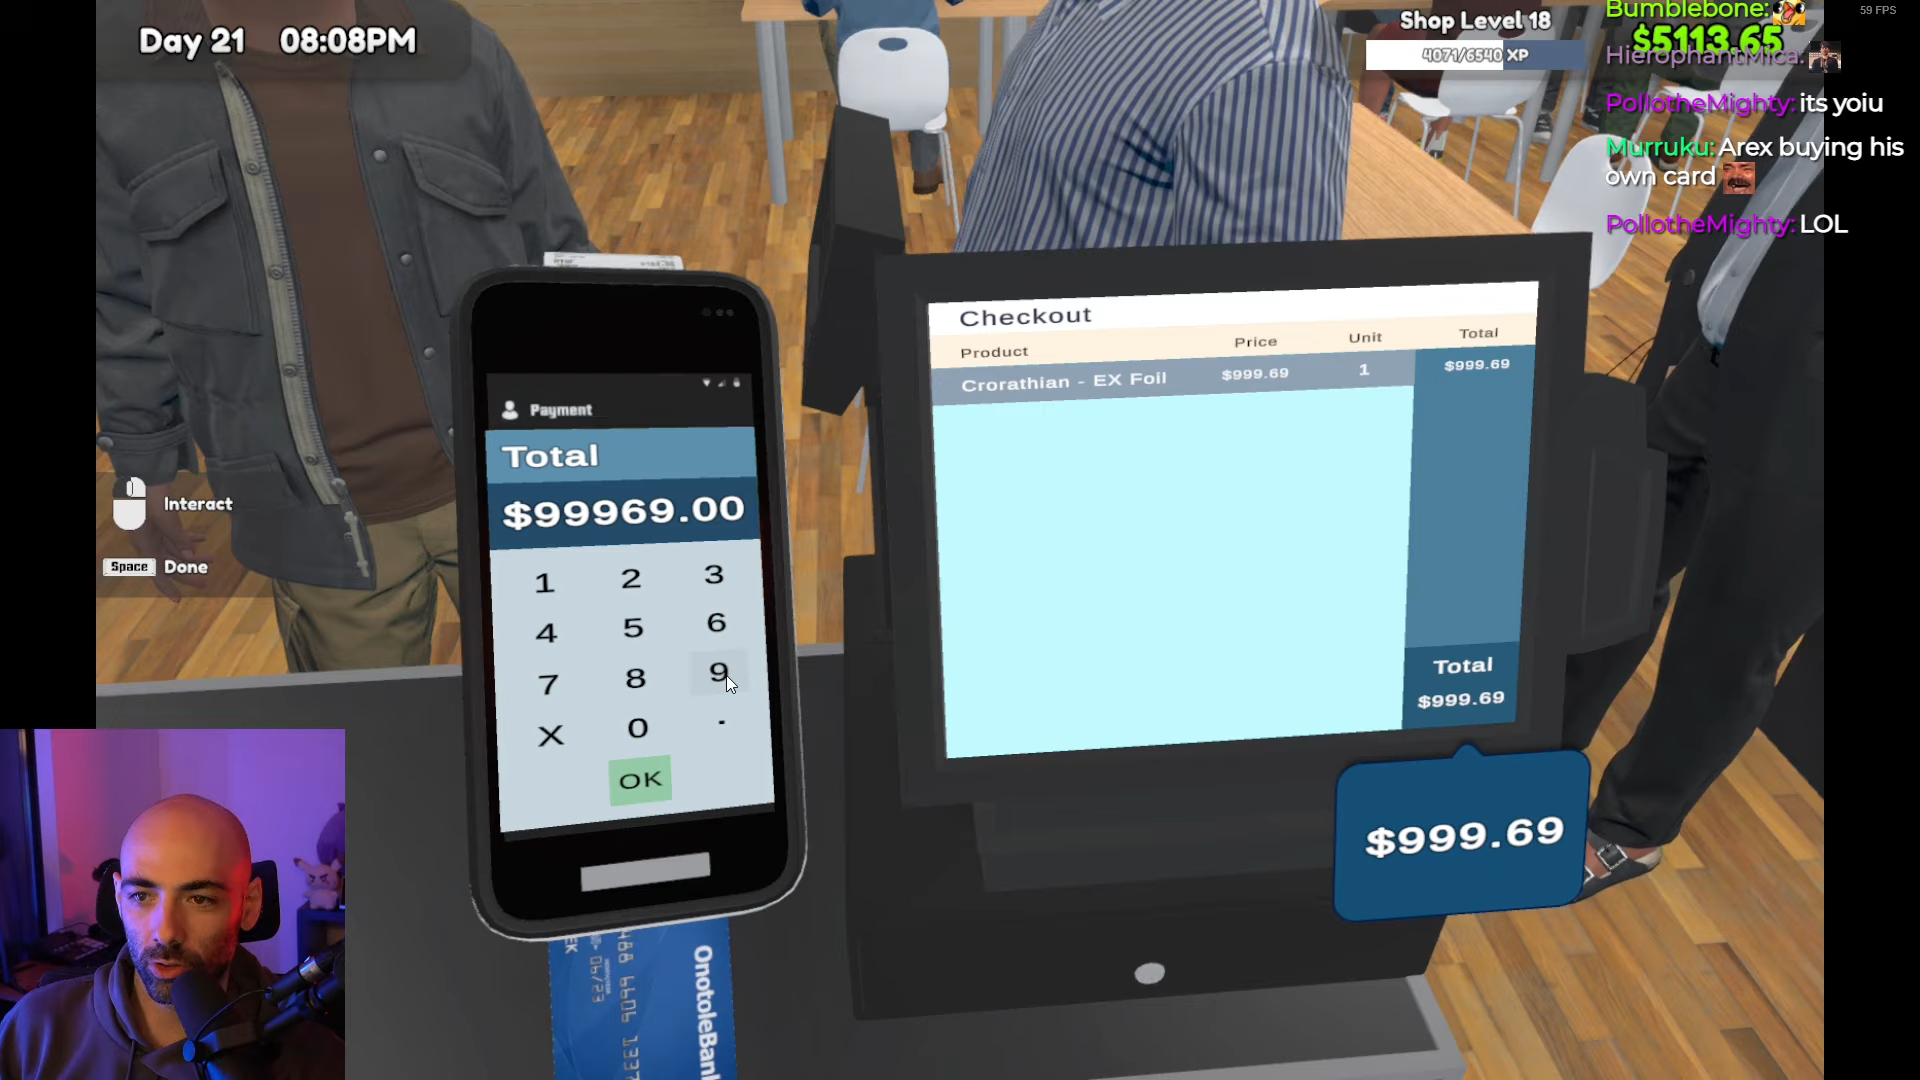 Day 21 08:08PM
Shop Level 18
4071/6540 XP
$5113.65
59 FPS
Bumblebone:
HierophantMica:
PollotheMighty: its yoiu
Murruku: Arex buying his
own card
PollotheMighty: LOL
Interact
Space Done
Payment
Total
$99969.00
1 2 3
4 5 6
7 8 9
X 0 .
OK
Checkout
Product Price Unit Total
Crorathian - EX Foil $999.69 1 $999.69
Total
$999.69
$999.69
OnotoleBank